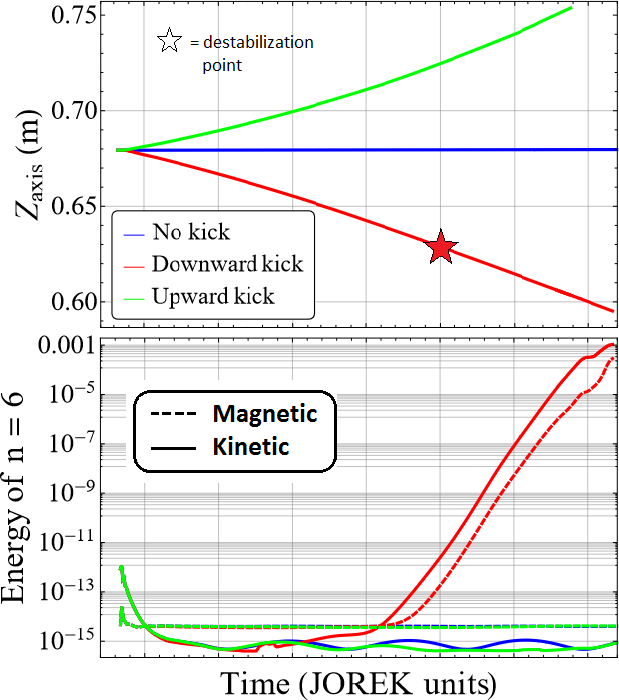 0.75
0.70
0.65
0.60
Z_axis (m)
= destabilization
point
No kick
Downward kick
Upward kick
0.001
10^−5
10^−7
10^−9
10^−11
10^−13
10^−15
Energy of n = 6
Magnetic
Kinetic
Time (JOREK units)